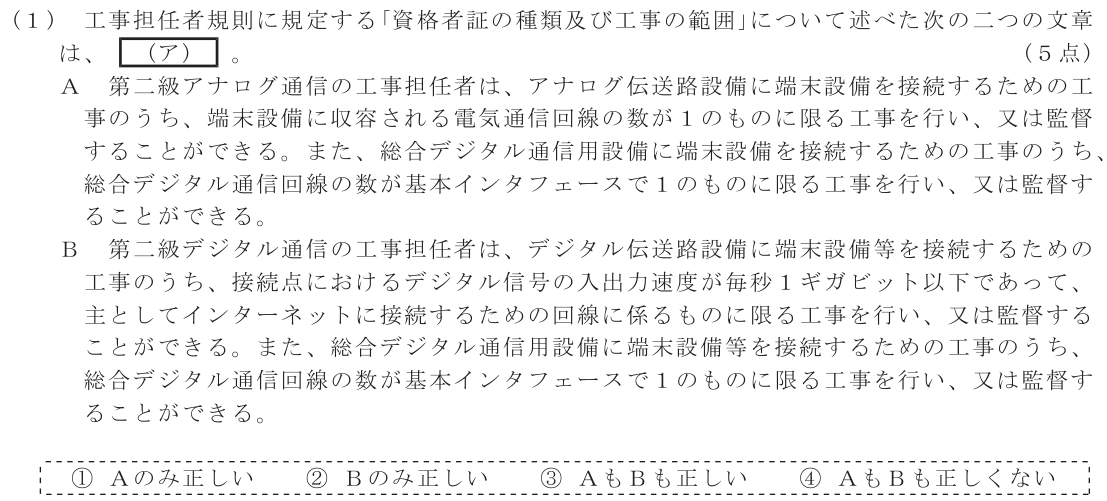 (１) 工事担任者規則に規定する｢資格者証の種類及び工事の範囲｣について述べた次の二つの文章
は、 （ア） 。 (５点)
Ａ 第二級アナログ通信の工事担任者は、アナログ伝送路設備に端末設備を接続するための工
事のうち、端末設備に収容される電気通信回線の数が１のものに限る工事を行い、又は監督
することができる。また、総合デジタル通信用設備に端末設備を接続するための工事のうち、
総合デジタル通信回線の数が基本インタフェースで１のものに限る工事を行い、又は監督す
ることができる。
Ｂ 第二級デジタル通信の工事担任者は、デジタル伝送路設備に端末設備等を接続するための
工事のうち、接続点におけるデジタル信号の入出力速度が毎秒１ギガビット以下であって、
主としてインターネットに接続するための回線に係るものに限る工事を行い、又は監督する
ことができる。また、総合デジタル通信用設備に端末設備等を接続するための工事のうち、
総合デジタル通信回線の数が基本インタフェースで１のものに限る工事を行い、又は監督す
ることができる。
① Ａのみ正しい ② Ｂのみ正しい ③ ＡもＢも正しい ④ ＡもＢも正しくない